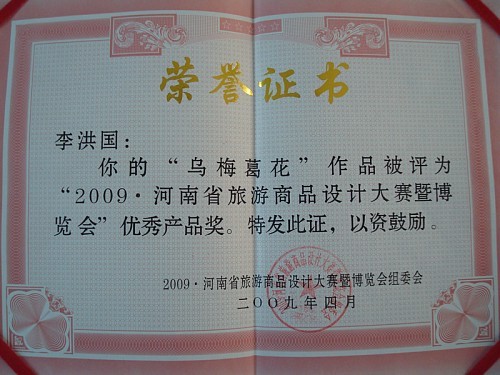 荣誉证书
李洪国：
你的“乌梅葛花”作品被评为
“2009·河南省旅游商品设计大赛暨博
览会”优秀产品奖。特发此证，以资鼓励。
2009·河南省旅游商品设计大赛暨博览会组委会
二〇〇九年四月